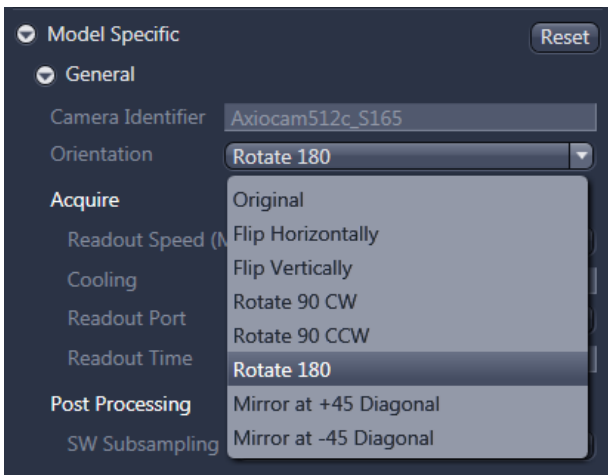 Model Specific
Reset
General
Camera Identifier Axiocam512c_S165
Orientation Rotate 180
Acquire
Original
Readout Speed (M
Flip Horizontally
Cooling
Flip Vertically
Readout Port
Rotate 90 CW
Rotate 90 CCW
Readout Time
Rotate 180
Post Processing
Mirror at +45 Diagonal
SW Subsampling
Mirror at -45 Diagonal